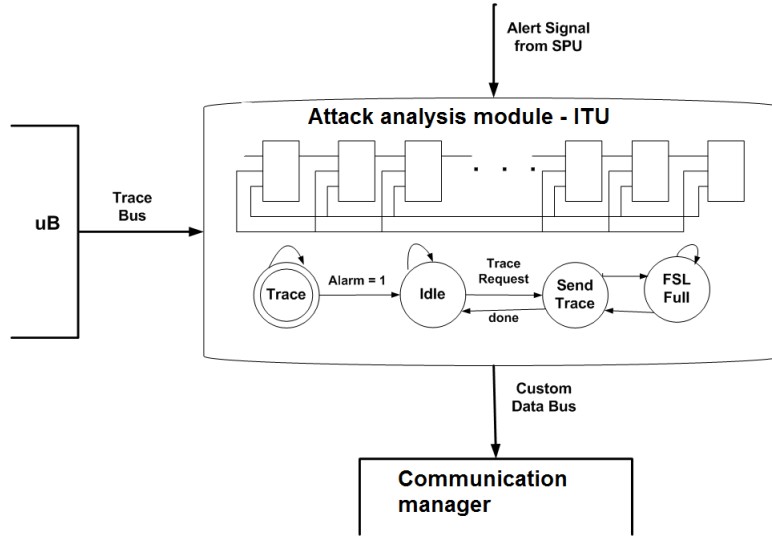 Alert Signal
from SPU
Attack analysis module - ITU
uB
Trace
Bus
Trace
Alarm = 1
Idle
Trace
Request
done
Send
Trace
FSL
Full
Custom
Data Bus
Communication
manager